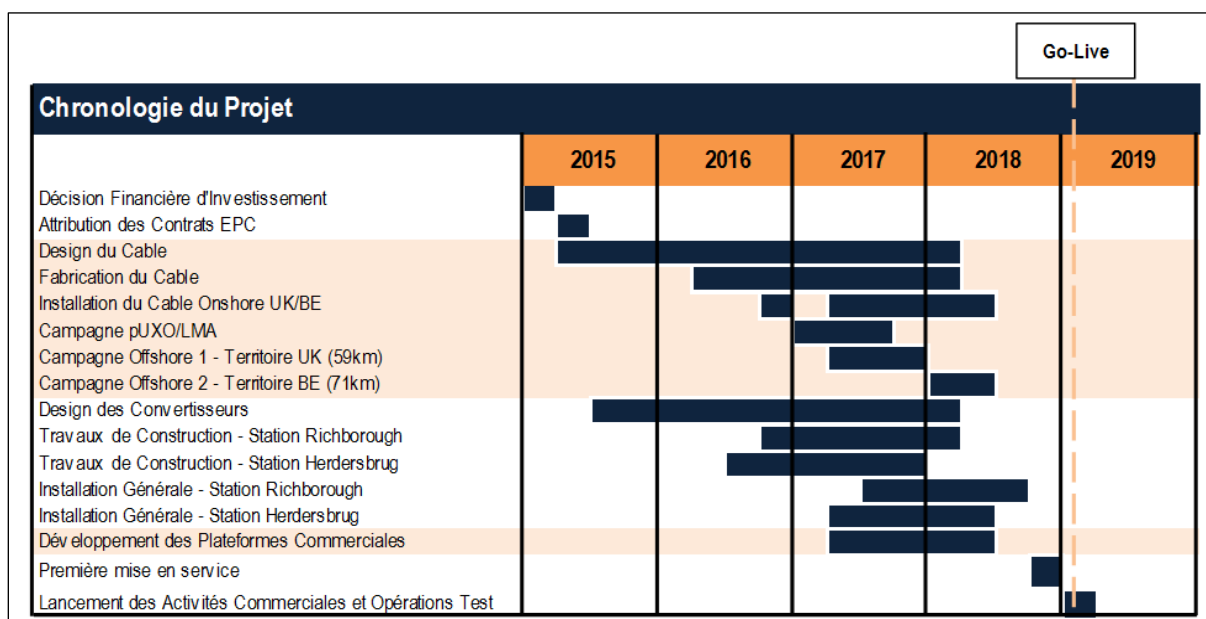 Go-Live
Chronologie du Projet
2015 2016 2017 2018 2019
Décision Financière d'Investissement
Attribution des Contrats EPC
Design du Cable
Fabrication du Cable
Installation du Cable Onshore UK/BE
Campagne pUXO/LMA
Campagne Offshore 1 - Territoire UK (59km)
Campagne Offshore 2 - Territoire BE (71km)
Design des Convertisseurs
Travaux de Construction - Station Richborough
Travaux de Construction - Station Herdersbrug
Installation Générale - Station Richborough
Installation Générale - Station Herdersbrug
Développement des Plateformes Commerciales
Première mise en service
Lancement des Activités Commerciales et Opérations Test